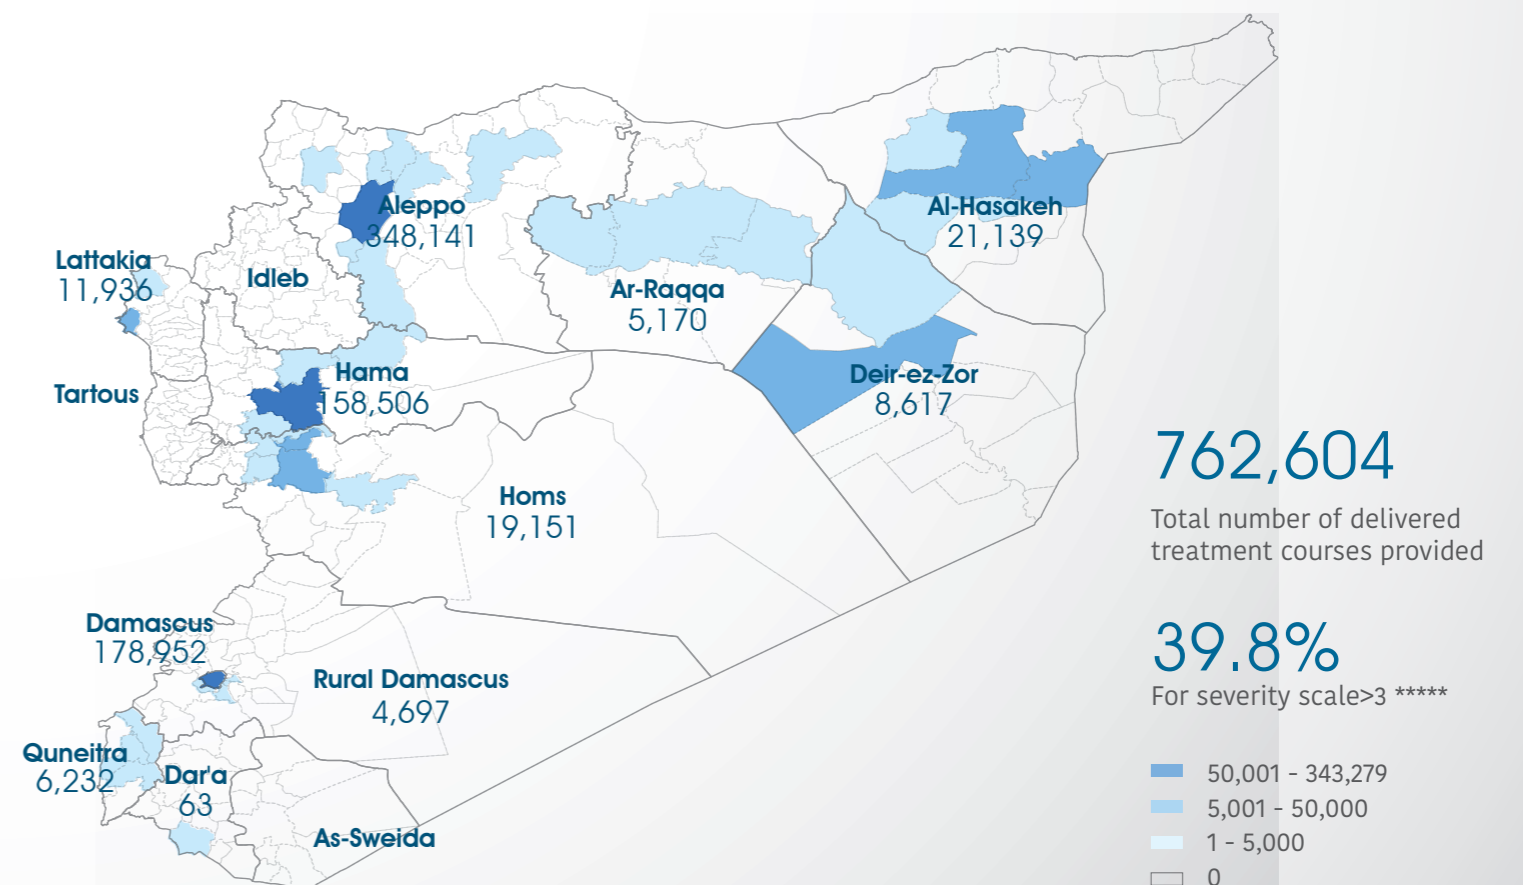 Aleppo
348,141
Al-Hasakeh
21,139
Lattakia
11,936
Idleb
Ar-Raqqa
5,170
Hama
158,506
Deir-ez-Zor
8,617
Tartous
Homs
19,151
Damascus
178,952
Rural Damascus
4,697
Quneitra
6,232
Dar'a
63
As-Sweida
762,604
Total number of delivered
treatment courses provided
39.8%
For severity scale>3 *****
50,001 - 343,279
5,001 - 50,000
1 - 5,000
0